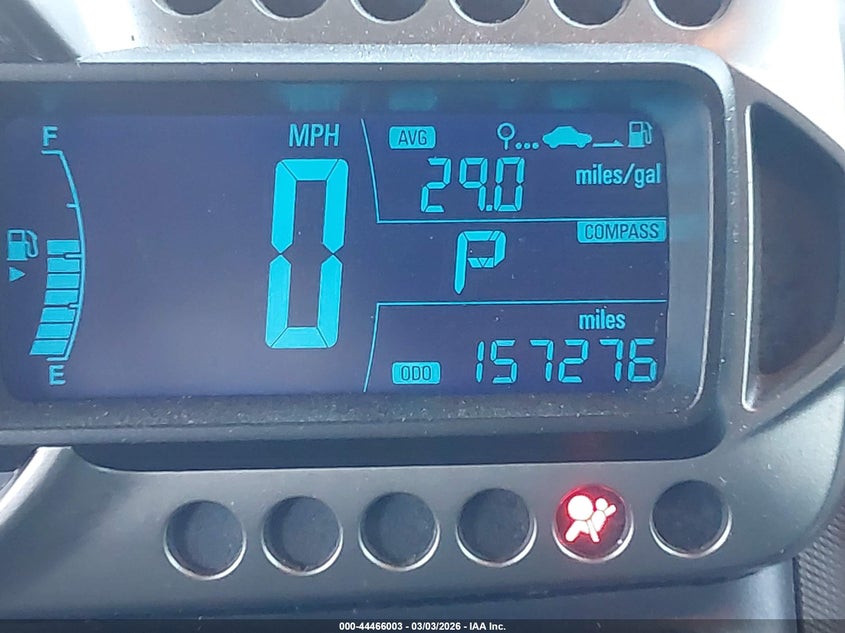 F
MPH
AVG
29.0
miles/gal
COMPASS
P
0
miles
ODO
157276
E
000-44466003 - 03/03/2026 - IAA Inc.